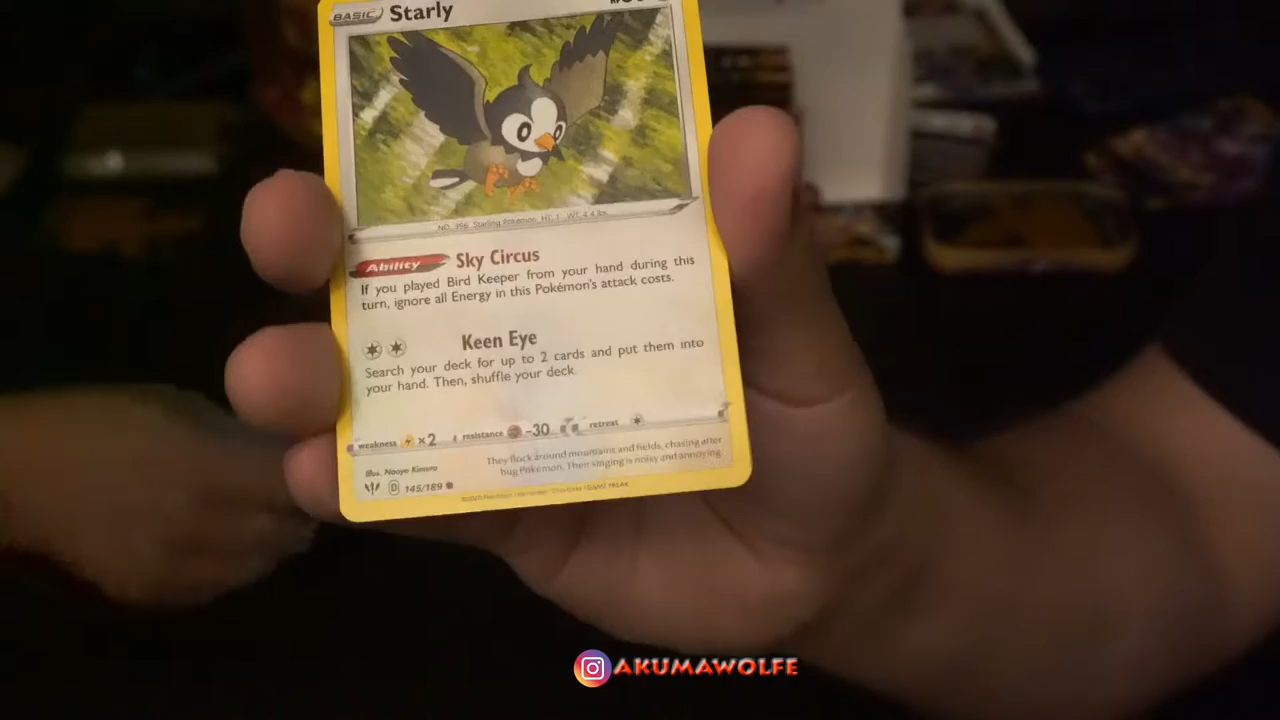 BASIC Starly
NO. 396 Starling Pokémon HT: 1' WT: 4.4 lbs.
Ability Sky Circus
If you played Bird Keeper from your hand during this
turn, ignore all Energy in this Pokémon's attack costs.
Keen Eye
Search your deck for up to 2 cards and put them into
your hand. Then, shuffle your deck.
weakness ×2 resistance -30 retreat
They flock around mountains and fields, chasing after
bug Pokémon. Their singing is noisy and annoying.
Illus. Naoyo Kimura
D 145/189
AKUMAWOLFE